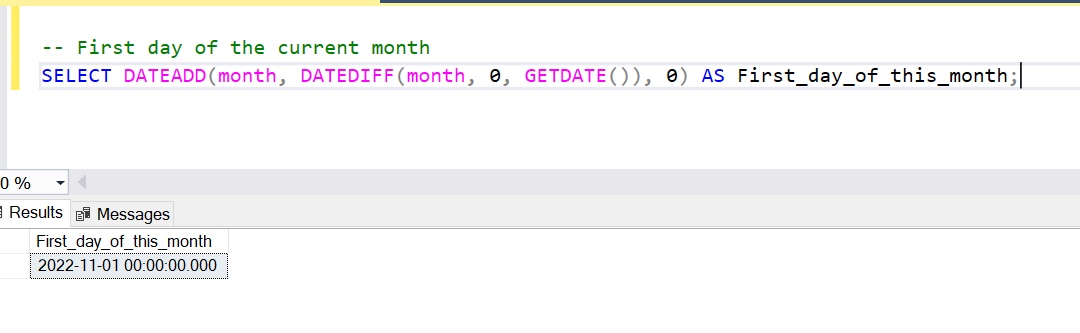 -- First day of the current month
SELECT DATEADD(month, DATEDIFF(month, 0, GETDATE()), 0) AS First_day_of_this_month;
0 %
Results Messages
First_day_of_this_month
2022-11-01 00:00:00.000